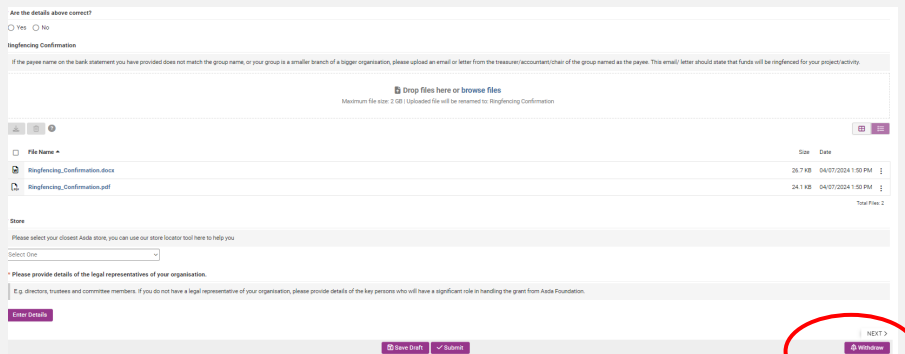 Are the details above correct?
Yes No
Ringfencing Confirmation
If the payee name on the bank statement you have provided does not match the group name, or your group is a smaller branch of a bigger organisation, please upload an email or letter from the treasurer/accountant/chair of the group named as the payee. This email/ letter should state that funds will be ringfenced for your project/activity.
Drop files here or browse files
Maximum file size: 2 GB | Uploaded file will be renamed to: Ringfencing Confirmation
File Name Size Date
Ringfencing_Confirmation.docx 26.7 KB 04/07/2024 1:50 PM
Ringfencing_Confirmation.pdf 24.1 KB 04/07/2024 1:50 PM
Total Files: 2
Store
Please select your closest Asda store, you can use our store locator tool here to help you
Select One
* Please provide details of the legal representatives of your organisation.
E.g. directors, trustees and committee members. If you do not have a legal representative of your organisation, please provide details of the key persons who will have a significant role in handling the grant from Asda Foundation.
Enter Details
NEXT >
Save Draft Submit Withdraw